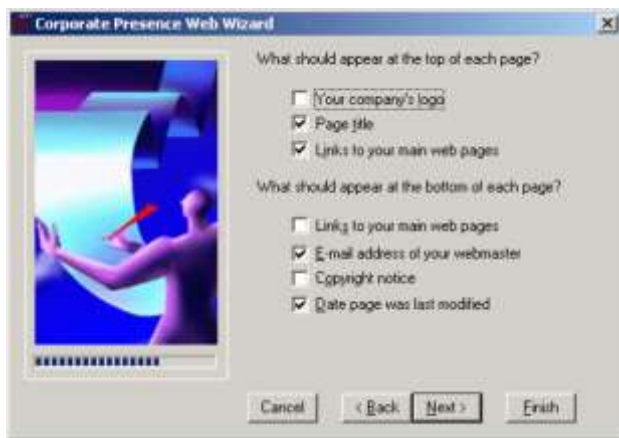 Corporate Presence Web Wizard
What should appear at the top of each page?
Your company's logo
Page title
Links to your main web pages
What should appear at the bottom of each page?
Links to your main web pages
E-mail address of your webmaster
Copyright notice
Date page was last modified
Cancel
< Back
Next >
Finish